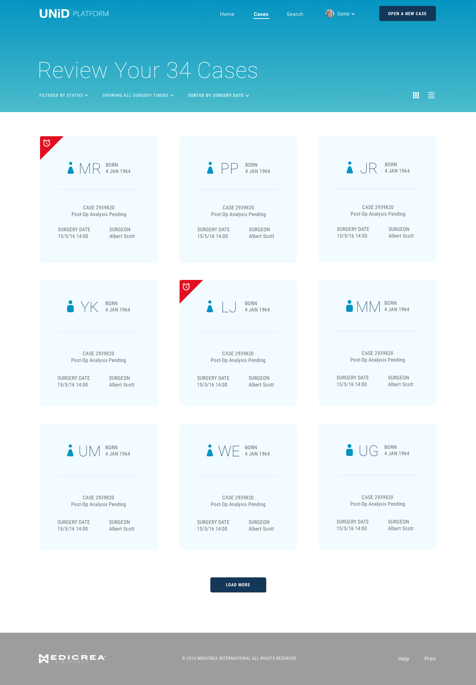 UNiD PLATFORM Home Cases Search Gene OPEN A NEW CASE
Review Your 34 Cases
FILTERED BY STATUS SHOWING ALL SURGERY TIMING SORTED BY SURGERY DATE
MR BORN
4 JAN 1964
CASE 2939820
Post-Op Analysis Pending
SURGERY DATE SURGEON
15/5/16 14:00 Albert Scott
PP BORN
4 JAN 1964
CASE 2939820
Post-Op Analysis Pending
SURGERY DATE SURGEON
15/5/16 14:00 Albert Scott
JR BORN
4 JAN 1964
CASE 2939820
Post-Op Analysis Pending
SURGERY DATE SURGEON
15/5/16 14:00 Albert Scott
YK BORN
4 JAN 1964
CASE 2939820
Post-Op Analysis Pending
SURGERY DATE SURGEON
15/5/16 14:00 Albert Scott
LJ BORN
4 JAN 1964
CASE 2939820
Post-Op Analysis Pending
SURGERY DATE SURGEON
15/5/16 14:00 Albert Scott
MM BORN
4 JAN 1964
CASE 2939820
Post-Op Analysis Pending
SURGERY DATE SURGEON
15/5/16 14:00 Albert Scott
UM BORN
4 JAN 1964
CASE 2939820
Post-Op Analysis Pending
SURGERY DATE SURGEON
15/5/16 14:00 Albert Scott
WE BORN
4 JAN 1964
CASE 2939820
Post-Op Analysis Pending
SURGERY DATE SURGEON
15/5/16 14:00 Albert Scott
UG BORN
4 JAN 1964
CASE 2939820
Post-Op Analysis Pending
SURGERY DATE SURGEON
15/5/16 14:00 Albert Scott
LOAD MORE
MEDICREA © 2016 MEDICREA INTERNATIONAL ALL RIGHTS RESERVED Help Print